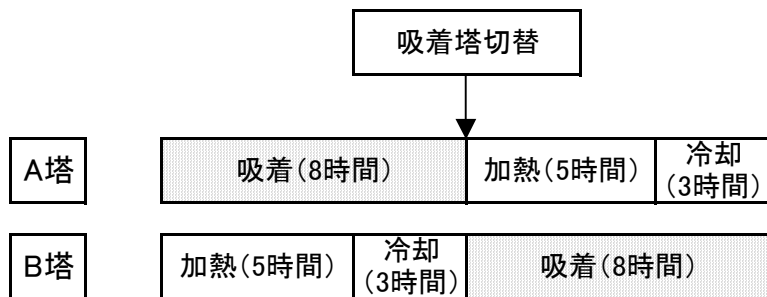 吸着塔切替
A塔
吸着(8時間)
加熱(5時間)
冷却
(3時間)
B塔
加熱(5時間)
冷却
(3時間)
吸着(8時間)